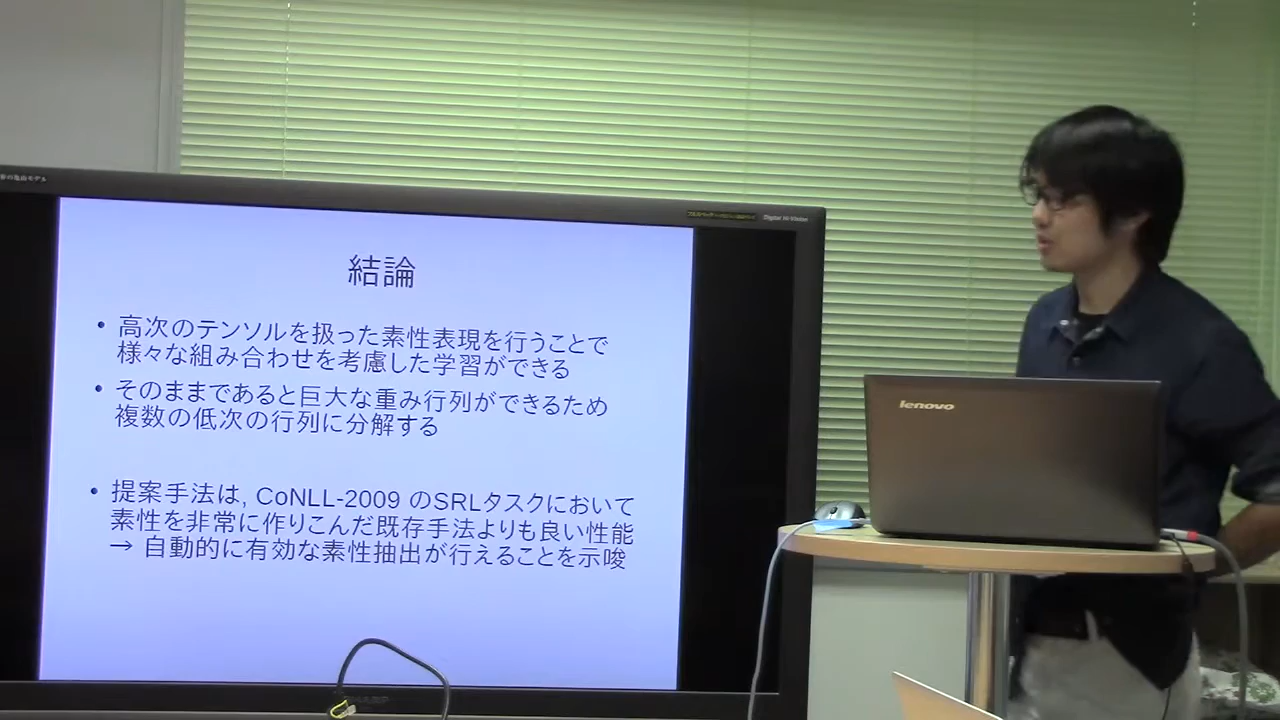 Digital Hi-Vision
結論
• 高次のテンソルを扱った素性表現を行うことで
様々な組み合わせを考慮した学習ができる
• そのままであると巨大な重み行列ができるため
複数の低次の行列に分解する
• 提案手法は, CoNLL-2009 のSRLタスクにおいて
素性を非常に作りこんだ既存手法よりも良い性能
→ 自動的に有効な素性抽出が行えることを示唆
lenovo
SHARP